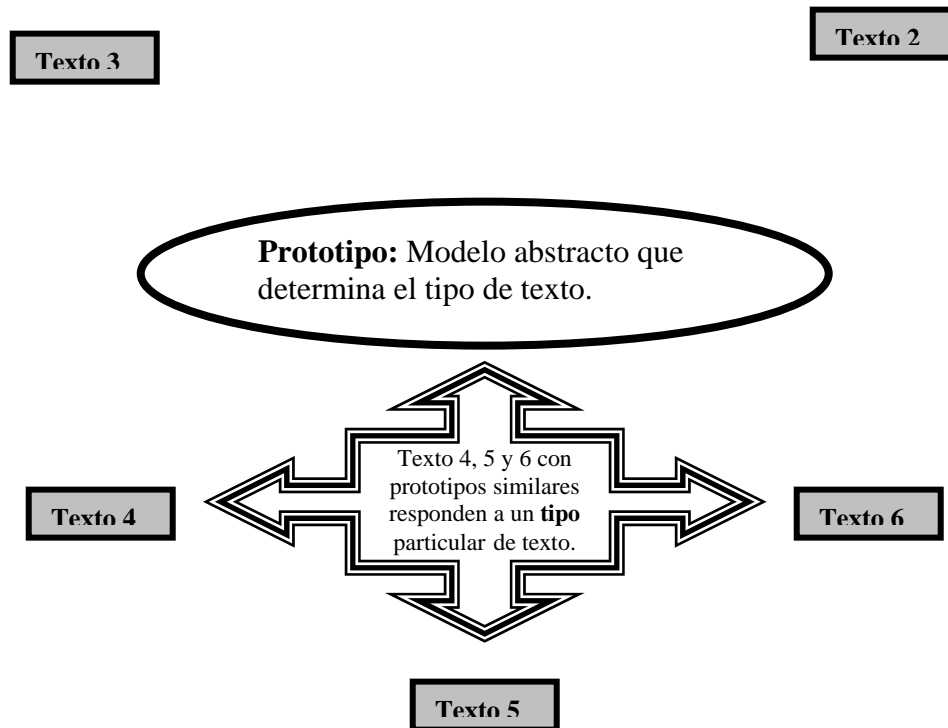 Texto 3
Texto 2
Prototipo: Modelo abstracto que
determina el tipo de texto.
Texto 4, 5 y 6 con
prototipos similares
responden a un tipo
particular de texto.
Texto 4
Texto 6
Texto 5